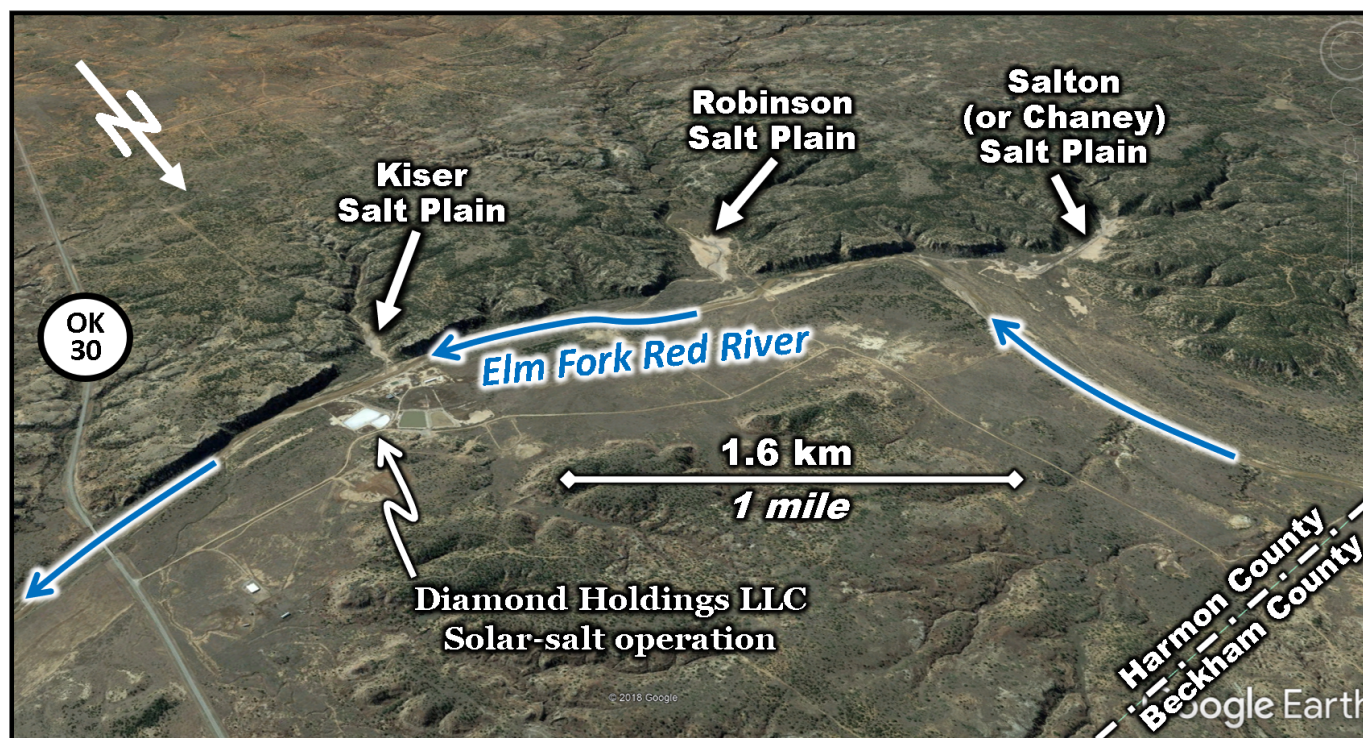 Salton
(or Chaney)
Salt Plain
Robinson
Salt Plain
Kiser
Salt Plain
N
OK
30
Elm Fork Red River
1.6 km
1 mile
Diamond Holdings LLC
Solar-salt operation
Harmon County
Beckham County
© 2018 Google
Google Earth